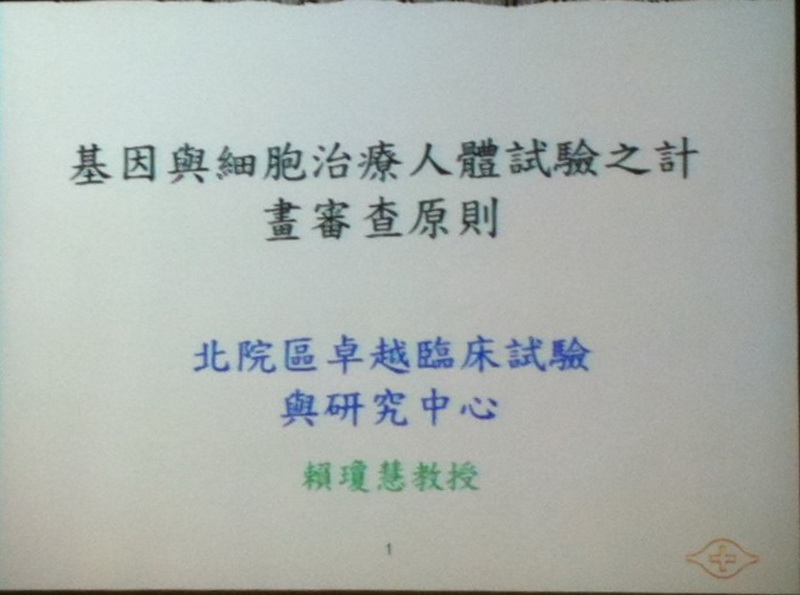 基因與細胞治療人體試驗之計
畫審查原則
北院區卓越臨床試驗
與研究中心
賴瓊慧教授
1